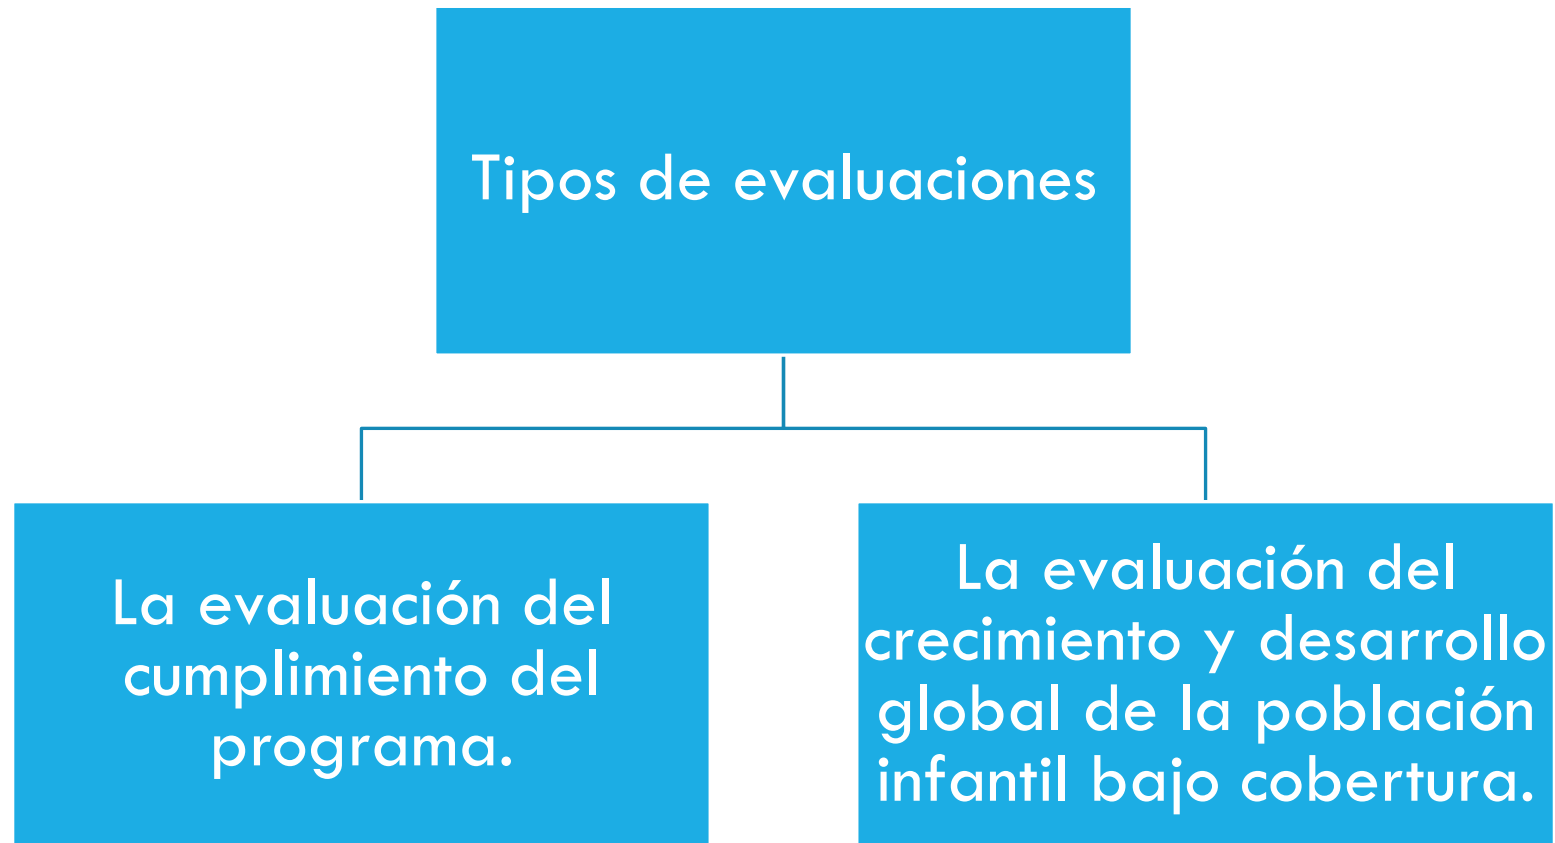 Tipos de evaluaciones
La evaluación del
cumplimiento del
programa.
La evaluación del
crecimiento y desarrollo
global de la población
infantil bajo cobertura.